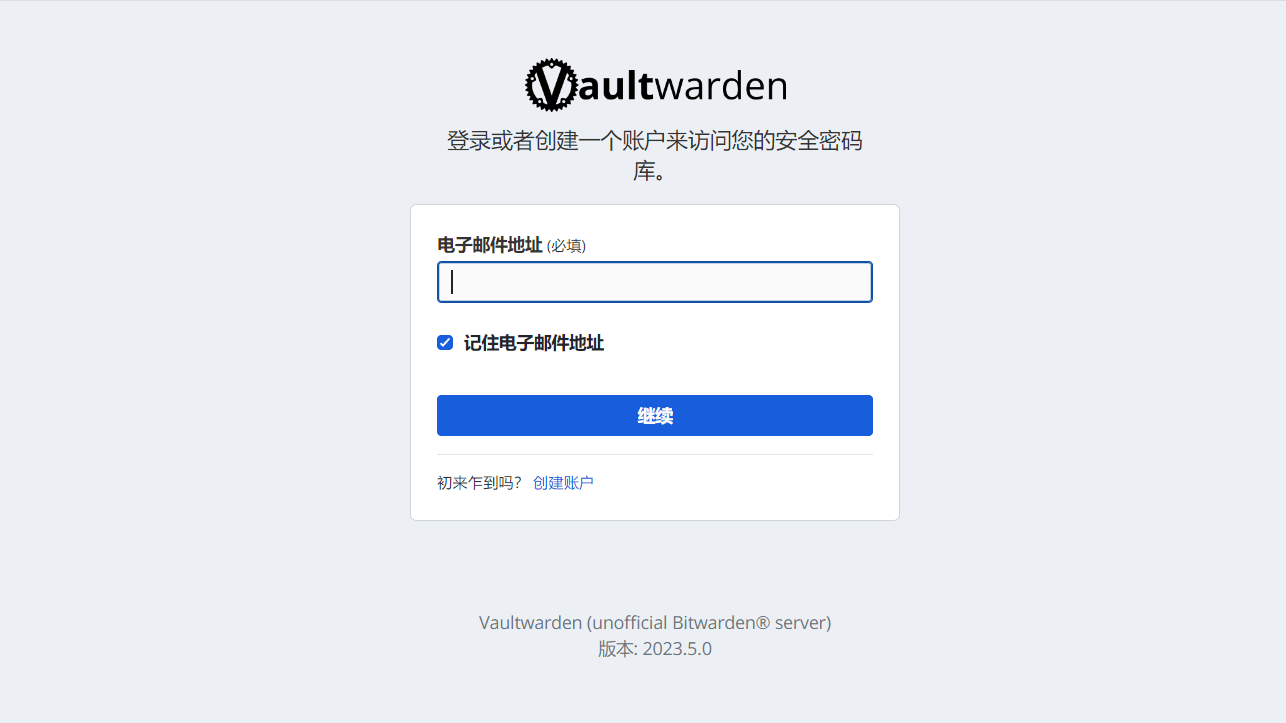 Vaultwarden
登录或者创建一个账户来访问您的安全密码
库。
电子邮件地址 (必填)
记住电子邮件地址
继续
初来乍到吗？ 创建账户
Vaultwarden (unofficial Bitwarden® server)
版本: 2023.5.0